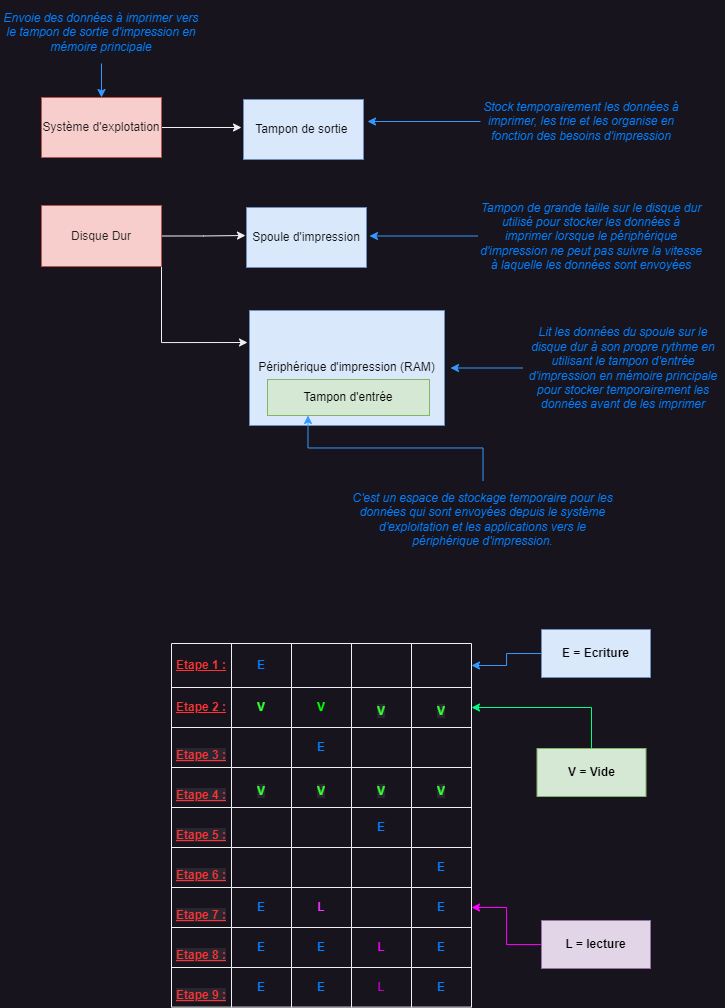 Envoie des données à imprimer vers
le tampon de sortie d'impression en
mémoire principale
Système d'explotation
Tampon de sortie
Stock temporairement les données à
imprimer, les trie et les organise en
fonction des besoins d'impression
Disque Dur
Spoule d'impression
Tampon de grande taille sur le disque dur
utilisé pour stocker les données à
imprimer lorsque le périphérique
d'impression ne peut pas suivre la vitesse
à laquelle les données sont envoyées
Périphérique d'impression (RAM)
Tampon d'entrée
Lit les données du spoule sur le
disque dur à son propre rythme en
utilisant le tampon d'entrée
d'impression en mémoire principale
pour stocker temporairement les
données avant de les imprimer
C'est un espace de stockage temporaire pour les
données qui sont envoyées depuis le système
d'exploitation et les applications vers le
périphérique d'impression.
E = Ecriture
Etape 1 : E
Etape 2 : V V V V
Etape 3 : E
V = Vide
Etape 4 : V V V V
Etape 5 : E
Etape 6 : E
Etape 7 : E L E
L = lecture
Etape 8 : E E L E
Etape 9 : E E L E